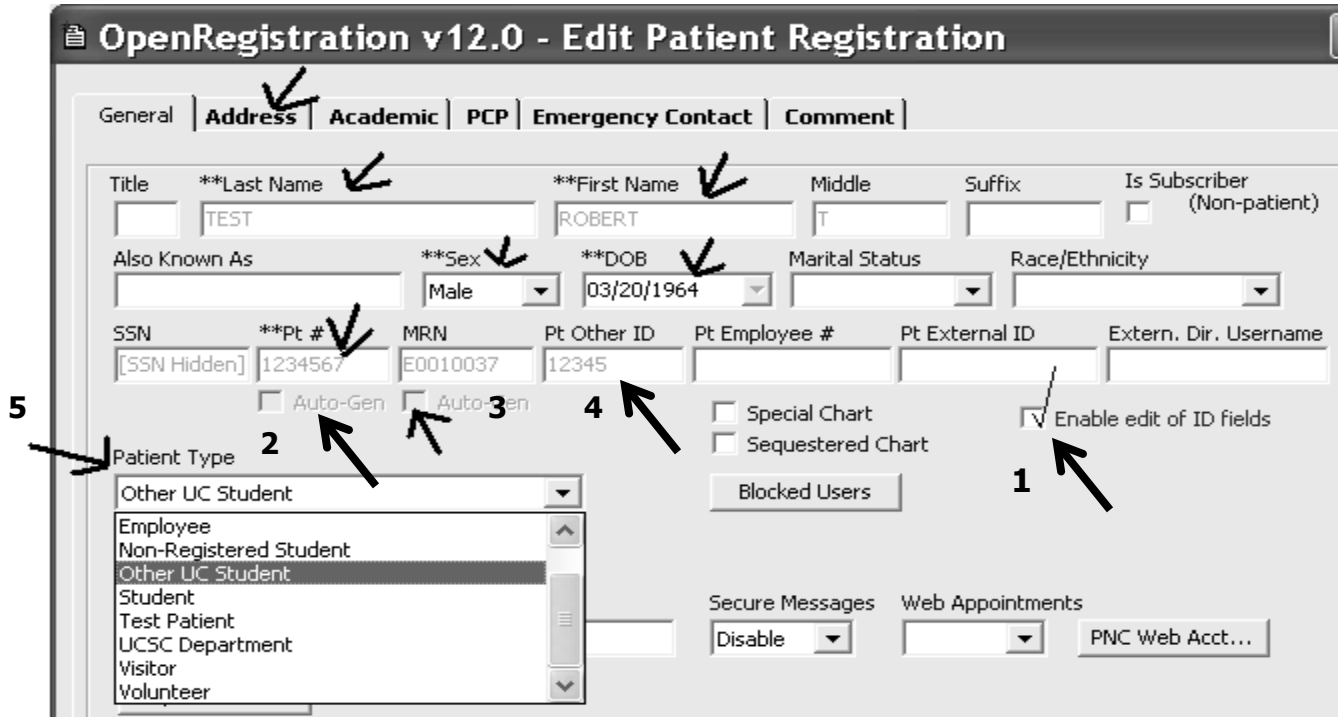 OpenRegistration v12.0 - Edit Patient Registration
General Address Academic PCP Emergency Contact Comment
Title **Last Name **First Name Middle Suffix Is Subscriber
(Non-patient)
TEST ROBERT T
Also Known As **Sex **DOB Marital Status Race/Ethnicity
Male 03/20/1964
SSN **Pt # MRN Pt Other ID Pt Employee # Pt External ID Extern. Dir. Username
[SSN Hidden] 1234567 E0010037 12345
5 Auto-Gen Auto-Gen 3 4 Special Chart Enable edit of ID fields
2 Sequestered Chart
Patient Type 1
Other UC Student Blocked Users
Employee
Non-Registered Student
Other UC Student
Student Secure Messages Web Appointments
Test Patient
UCSC Department Disable PNC Web Acct...
Visitor
Volunteer